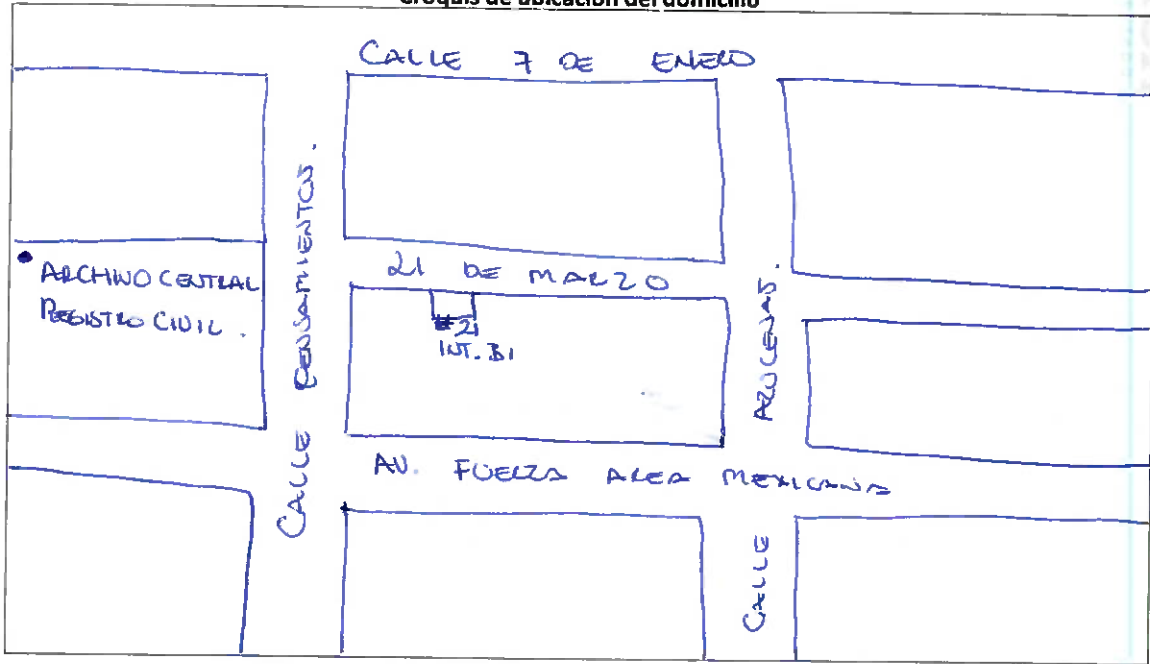 Croquis de ubicación del domicilio
CALLE 7 DE ENERO
CALLE PENSAMIENTOS.
ARCHIVO CENTRAL
REGISTRO CIVIL.
21 DE MARZO
#21
INT. B1
CALLE AZUCENAS.
AV. FUERZA AREA MEXICANA